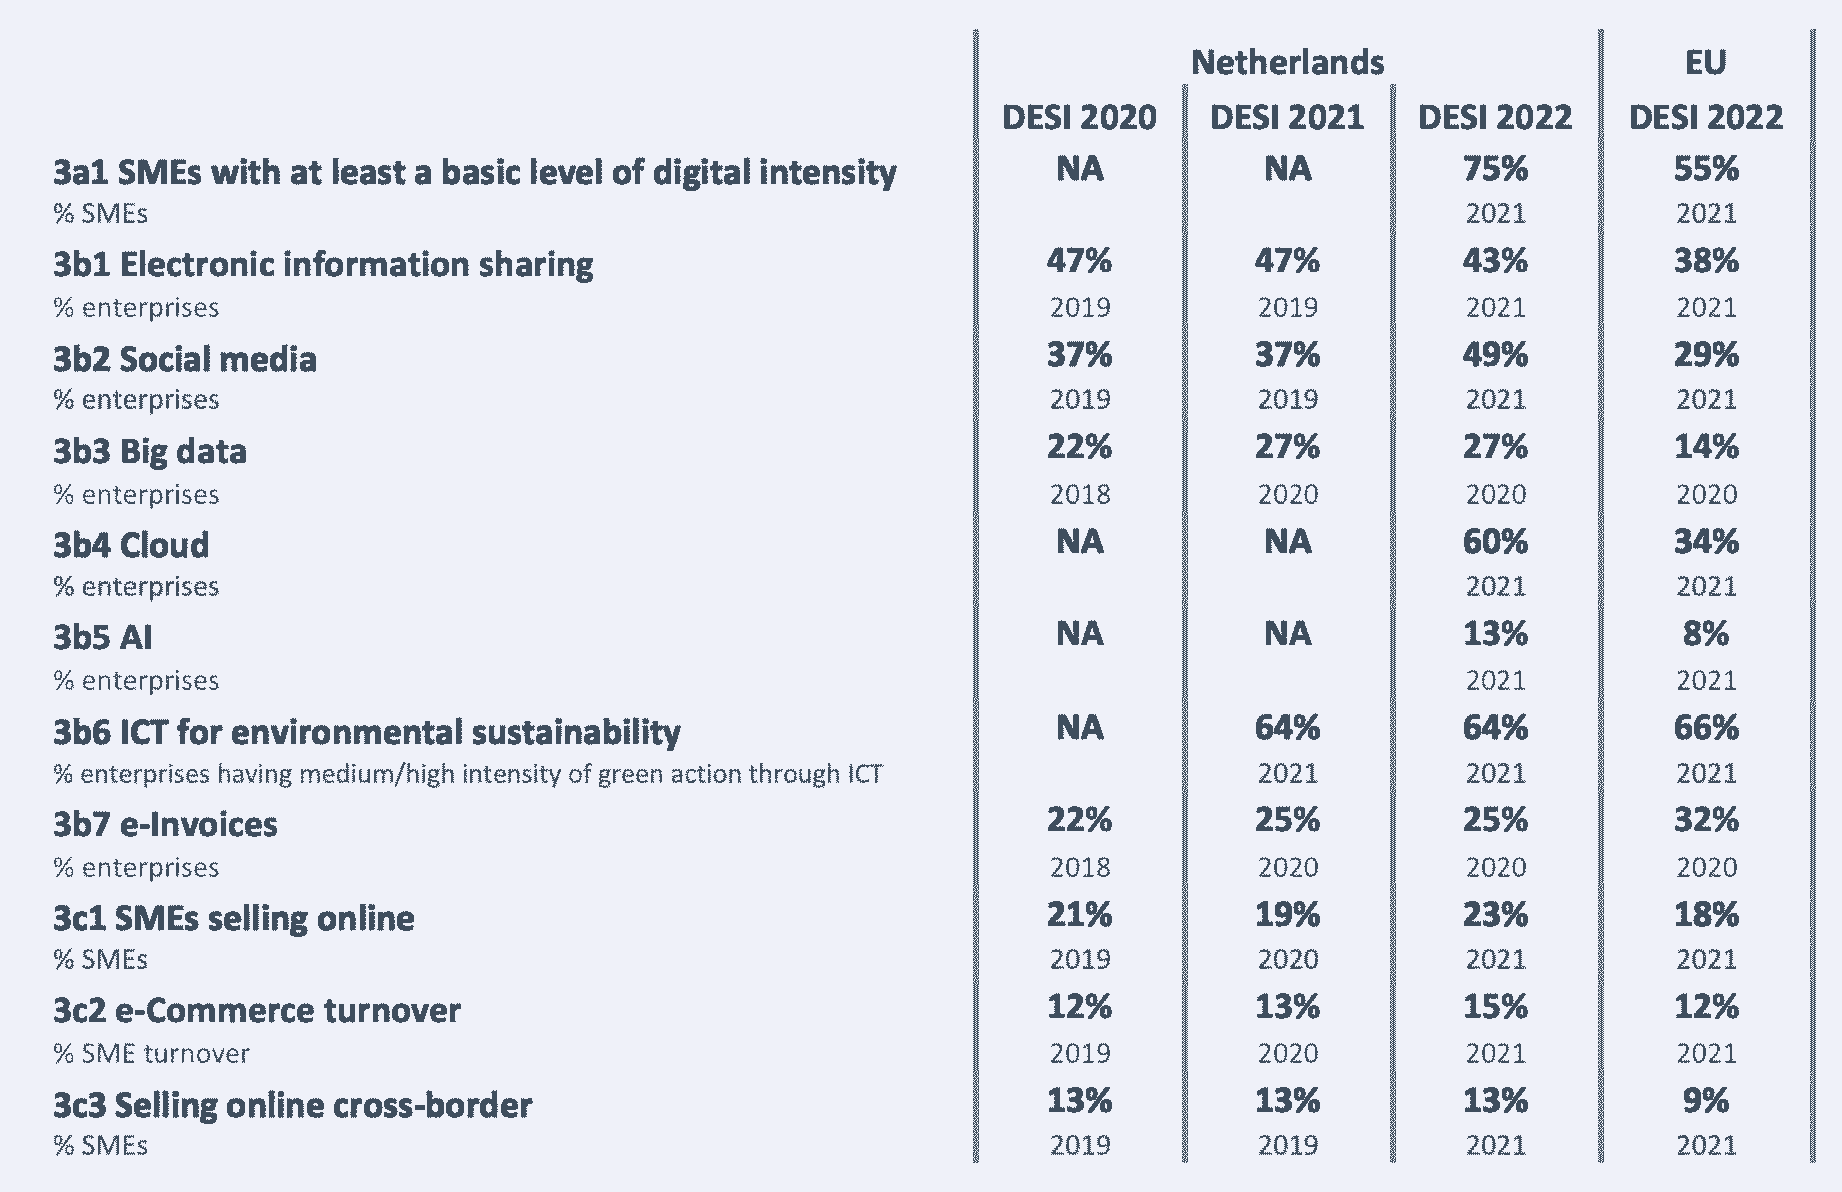 Netherlands EU
DESI 2020 DESI 2021 DESI 2022 DESI 2022
3a1 SMEs with at least a basic level of digital intensity NA NA 75% 55%
% SMEs 2021 2021
3b1 Electronic information sharing 47% 47% 43% 38%
% enterprises 2019 2019 2021 2021
3b2 Social media 37% 37% 49% 29%
% enterprises 2019 2019 2021 2021
3b3 Big data 22% 27% 27% 14%
% enterprises 2018 2020 2020 2020
3b4 Cloud NA NA 60% 34%
% enterprises 2021 2021
3b5 AI NA NA 13% 8%
% enterprises 2021 2021
3b6 ICT for environmental sustainability NA 64% 64% 66%
% enterprises having medium/high intensity of green action through ICT 2021 2021 2021
3b7 e-Invoices 22% 25% 25% 32%
% enterprises 2018 2020 2020 2020
3c1 SMEs selling online 21% 19% 23% 18%
% SMEs 2019 2020 2021 2021
3c2 e-Commerce turnover 12% 13% 15% 12%
% SME turnover 2019 2020 2021 2021
3c3 Selling online cross-border 13% 13% 13% 9%
% SMEs 2019 2019 2021 2021